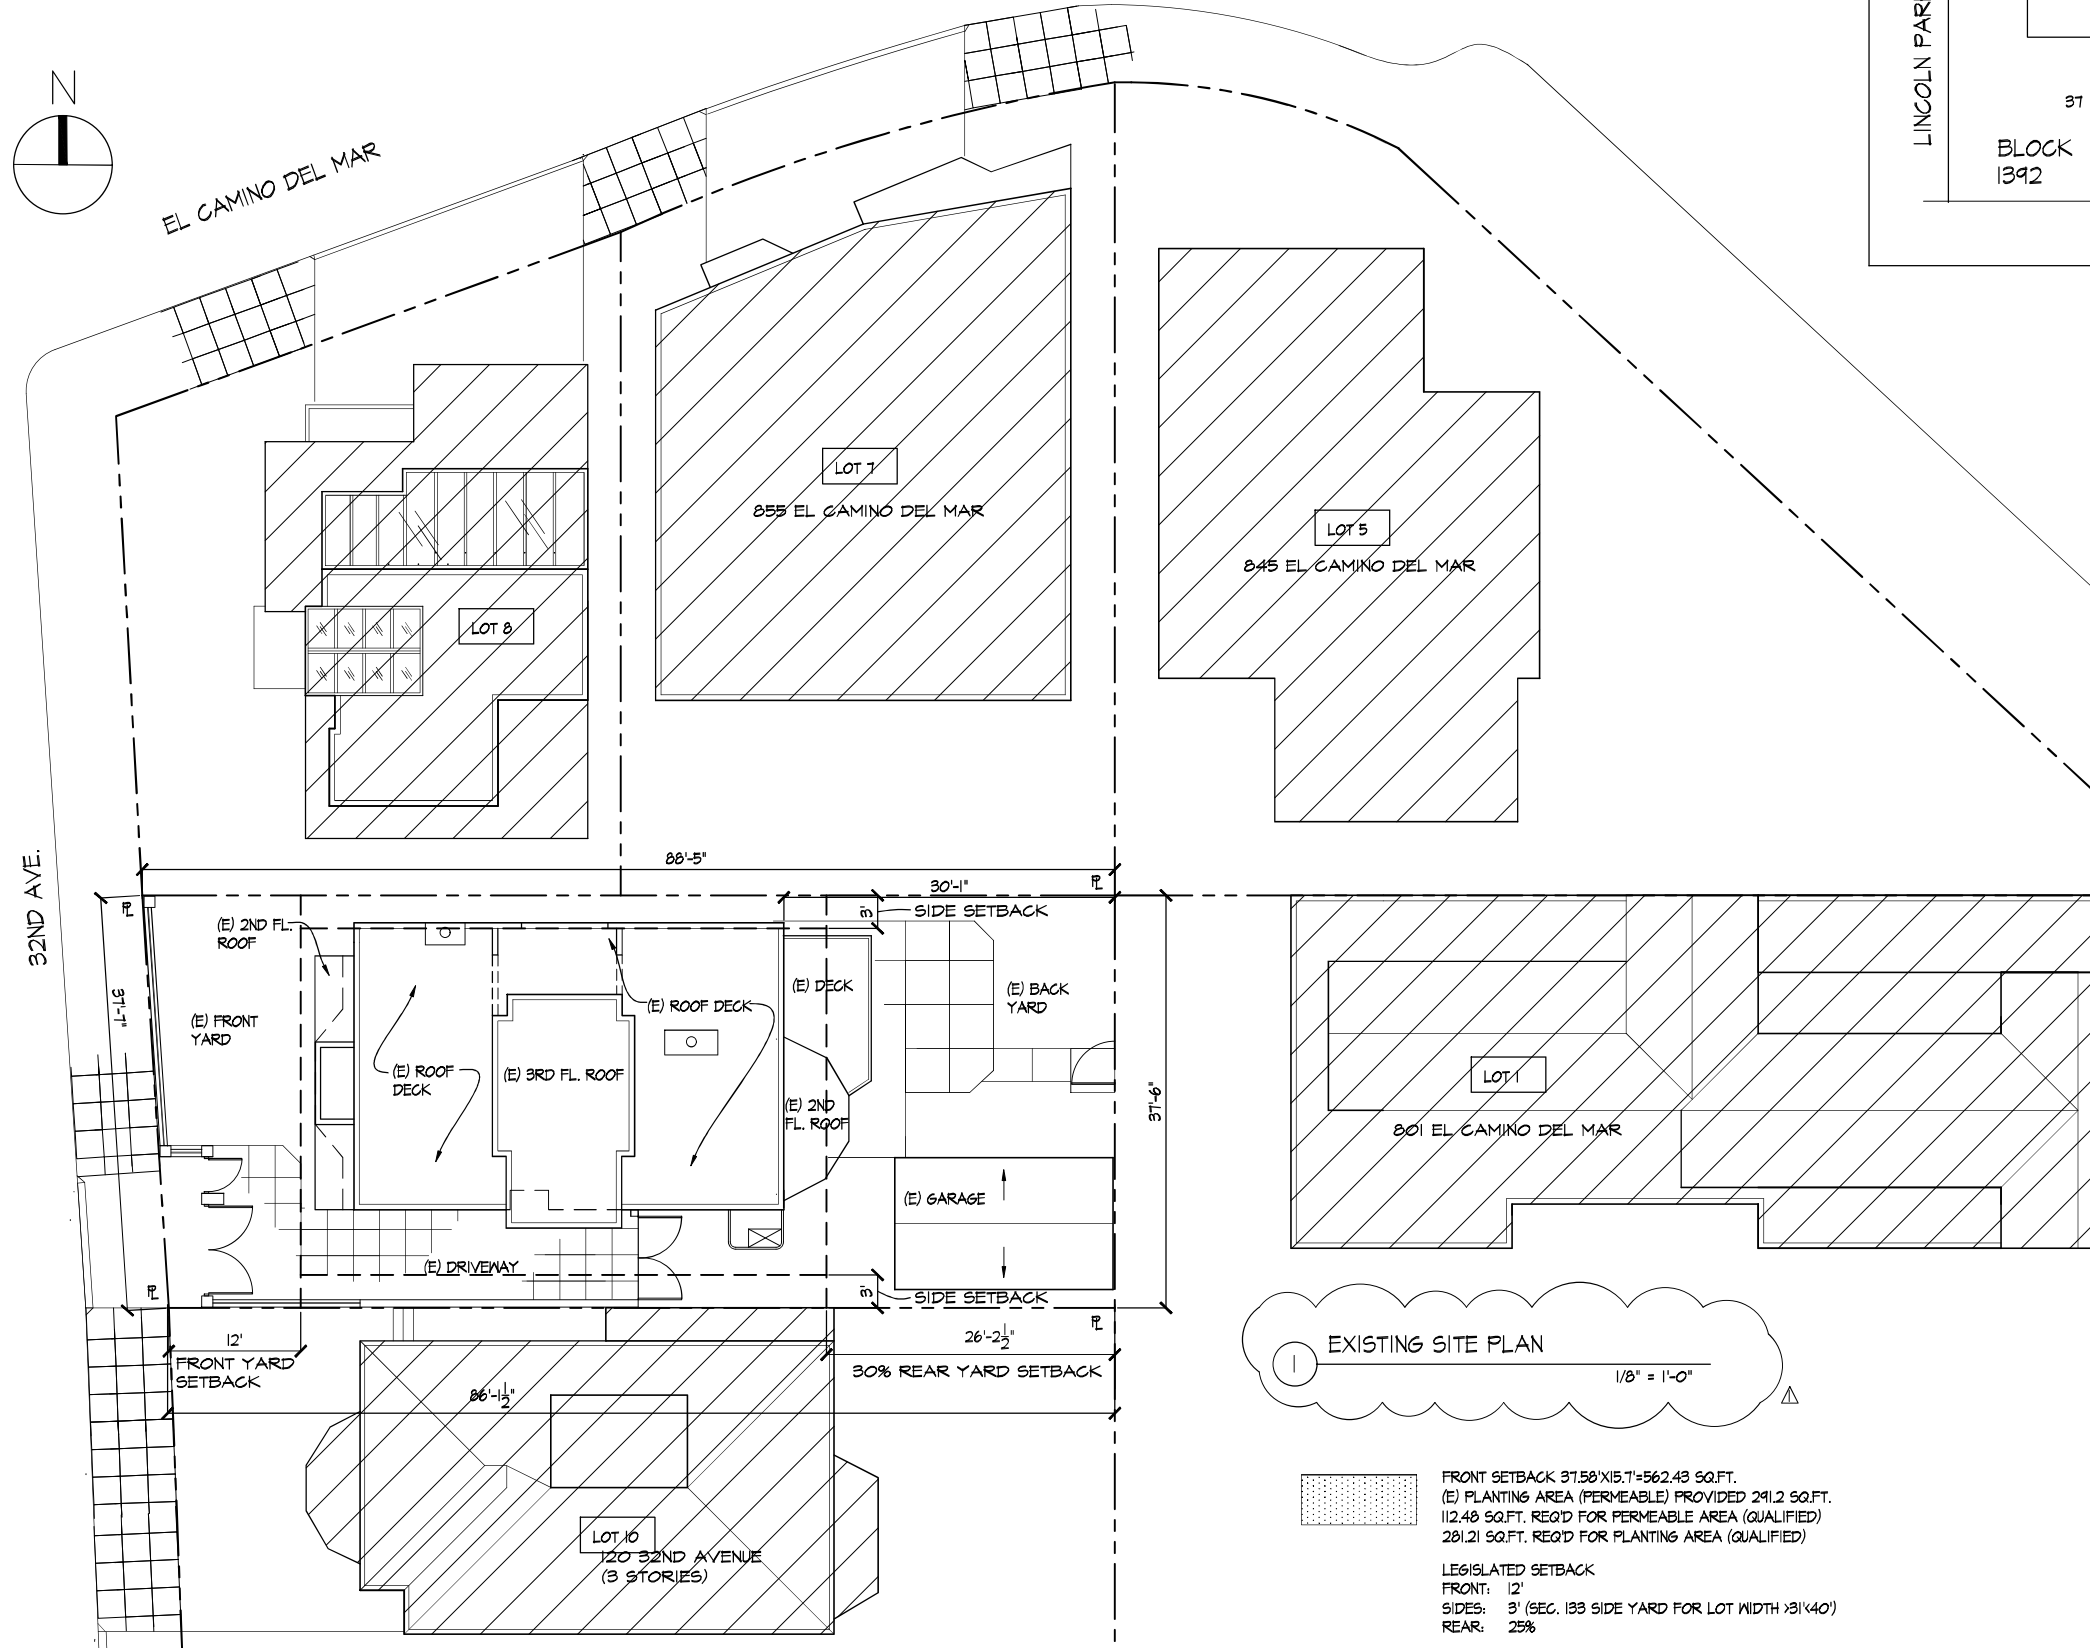 N
EL CAMINO DEL MAR
LINCOLN PARK
37
BLOCK
1392
LOT 7
855 EL CAMINO DEL MAR
LOT 5
845 EL CAMINO DEL MAR
LOT 8
32ND AVE.
88'-5"
30'-1"
PL
PL
3'
SIDE SETBACK
(E) 2ND FL.
ROOF
37'-7"
(E) FRONT
YARD
(E) DECK
(E) BACK
YARD
(E) ROOF DECK
(E) ROOF
DECK
(E) 3RD FL. ROOF
(E) 2ND
FL. ROOF
37'-6"
LOT 1
801 EL CAMINO DEL MAR
(E) GARAGE
(E) DRIVEWAY
PL
3'
SIDE SETBACK
PL
12'
FRONT YARD
SETBACK
26'-2½"
30% REAR YARD SETBACK
86'-1½"
1
EXISTING SITE PLAN
1/8" = 1'-0"
1
LOT 10
120 32ND AVENUE
(3 STORIES)
FRONT SETBACK 37.58'X15.7'=562.43 SQ.FT.
(E) PLANTING AREA (PERMEABLE) PROVIDED 291.2 SQ.FT.
112.48 SQ.FT. REQ'D FOR PERMEABLE AREA (QUALIFIED)
281.21 SQ.FT. REQ'D FOR PLANTING AREA (QUALIFIED)
LEGISLATED SETBACK
FRONT: 12'
SIDES: 3' (SEC. 133 SIDE YARD FOR LOT WIDTH >31'<40')
REAR: 25%